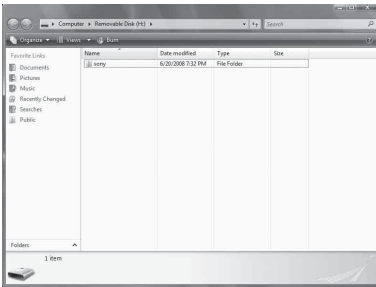 Computer ▸ Removable Disk (H:) ▸ Search
Organize Views Burn
Favorite Links
Documents
Pictures
Music
Recently Changed
Searches
Public
Folders
Name Date modified Type Size
sony 6/20/2008 7:32 PM File Folder
1 item